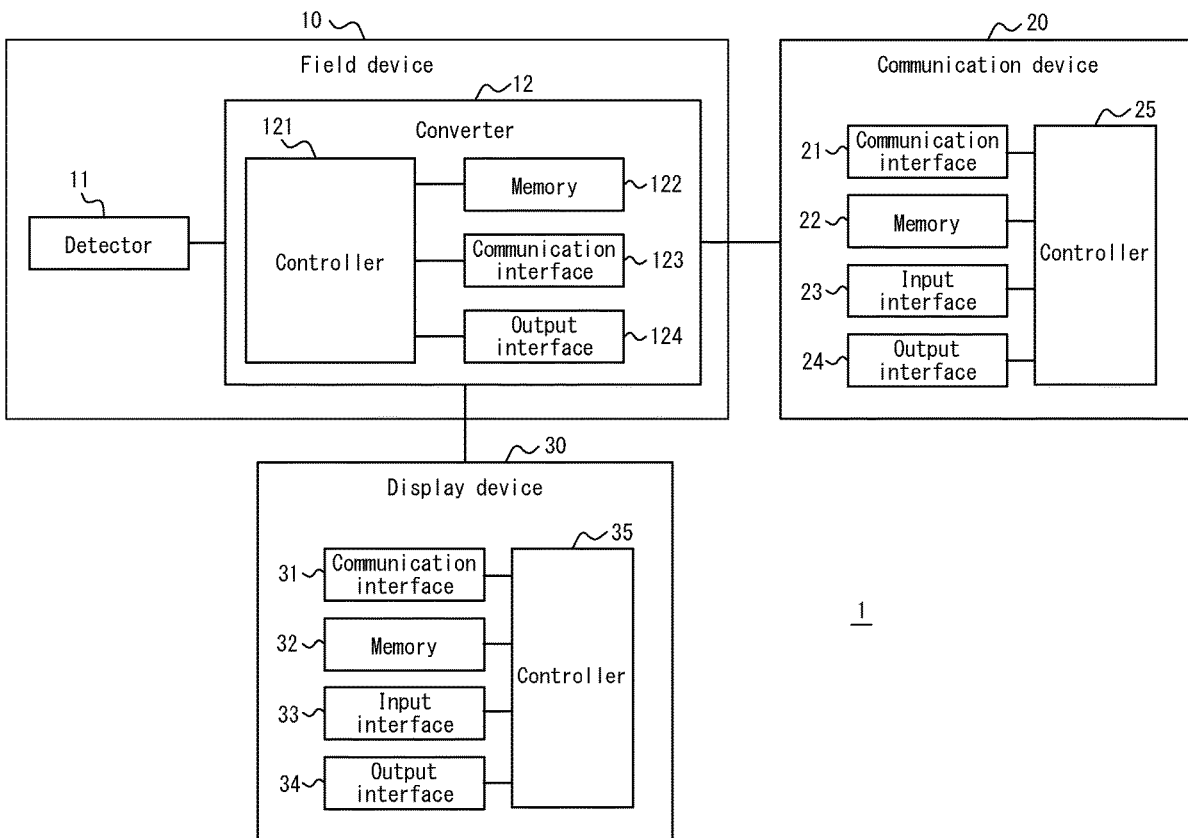 10
Field device
12
Converter
121
Controller
Memory
122
Communication
interface
123
Output
interface
124
11
Detector
20
Communication device
25
21
Communication
interface
22
Memory
23
Input
interface
24
Output
interface
Controller
30
Display device
35
31
Communication
interface
32
Memory
33
Input
interface
34
Output
interface
Controller
1